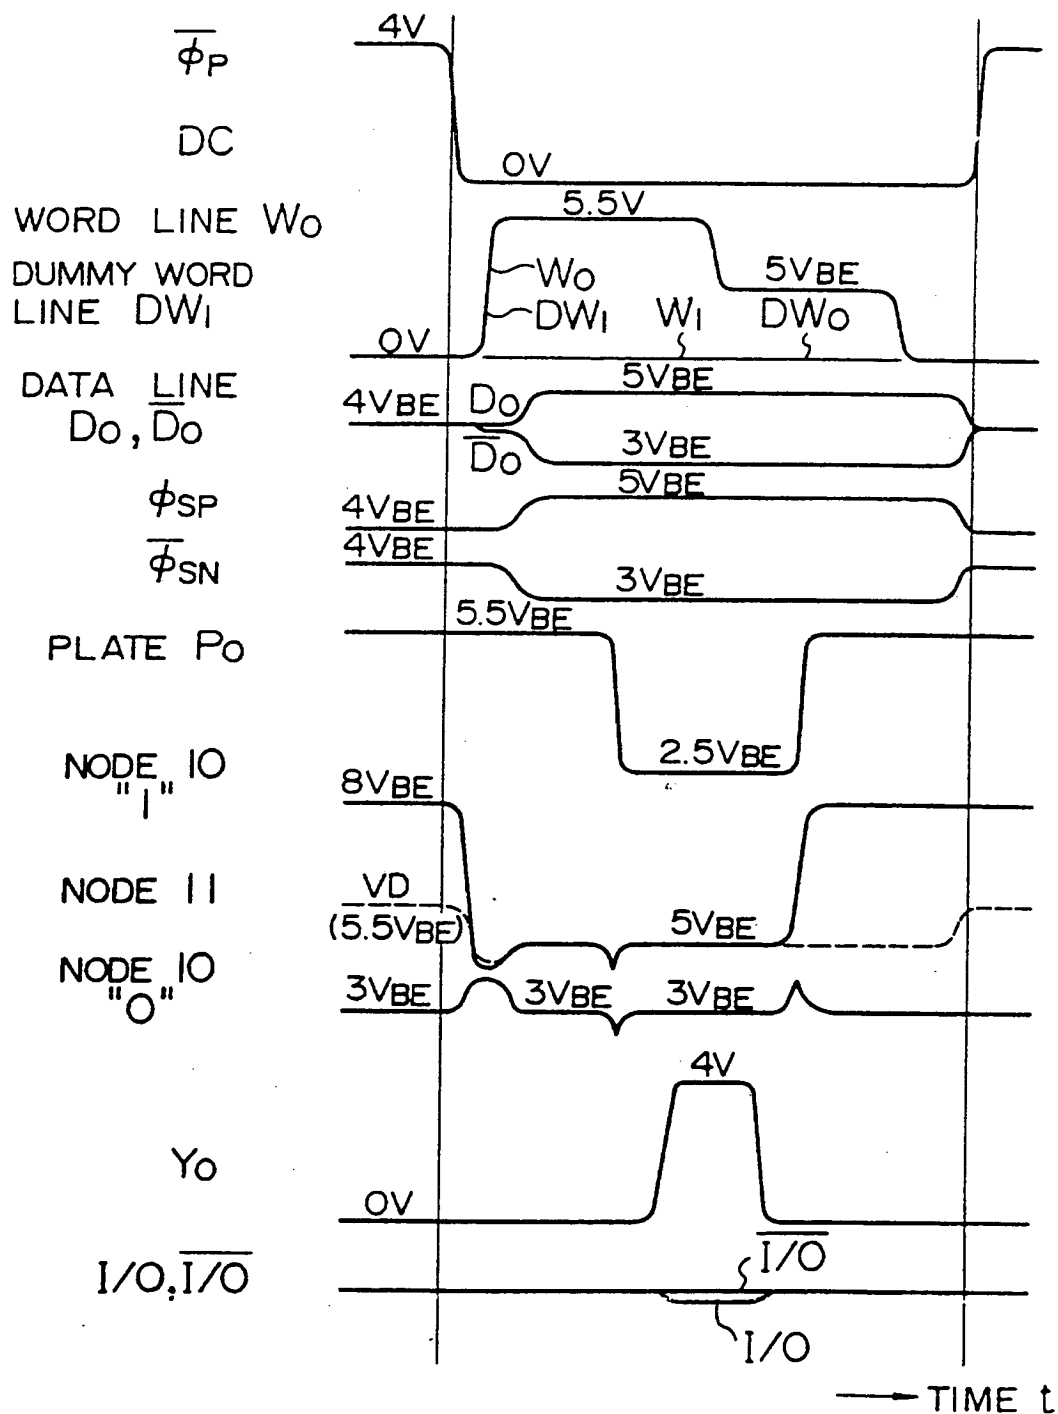 4V
φ̅P
DC
0V
5.5V
WORD LINE W0
DUMMY WORD
LINE DW1
W0
5VBE
DW1
W1
DW0
0V
DATA LINE
D0, D̅0
4VBE
D0
5VBE
D̅0
3VBE
φSP
4VBE
5VBE
φ̅SN
4VBE
3VBE
PLATE P0
5.5VBE
2.5VBE
NODE 10
"1"
8VBE
NODE 11
VD
(5.5VBE)
5VBE
NODE 10
"0"
3VBE
3VBE
3VBE
4V
Y0
0V
I/O, I̅/̅O̅
I̅/̅O̅
I/O
TIME t